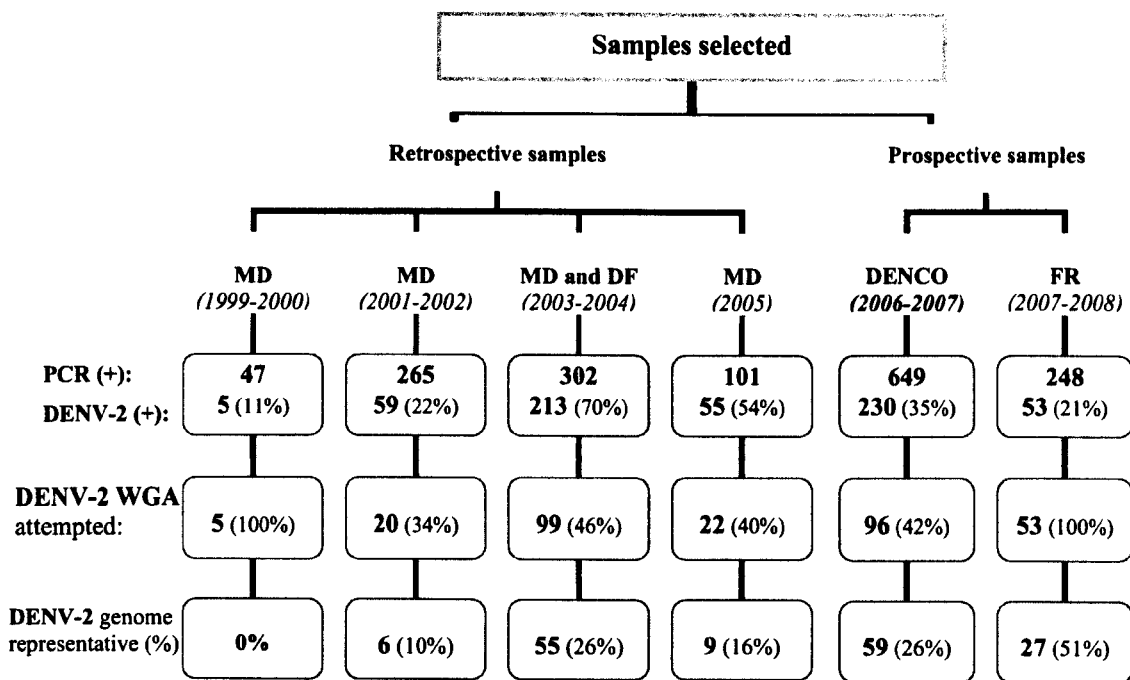 Samples selected
Retrospective samples
Prospective samples
MD
(1999-2000)
MD
(2001-2002)
MD and DF
(2003-2004)
MD
(2005)
DENCO
(2006-2007)
FR
(2007-2008)
PCR (+):
47
265
302
101
649
248
DENV-2 (+):
5 (11%)
59 (22%)
213 (70%)
55 (54%)
230 (35%)
53 (21%)
DENV-2 WGA
attempted:
5 (100%)
20 (34%)
99 (46%)
22 (40%)
96 (42%)
53 (100%)
DENV-2 genome
representative (%)
0%
6 (10%)
55 (26%)
9 (16%)
59 (26%)
27 (51%)